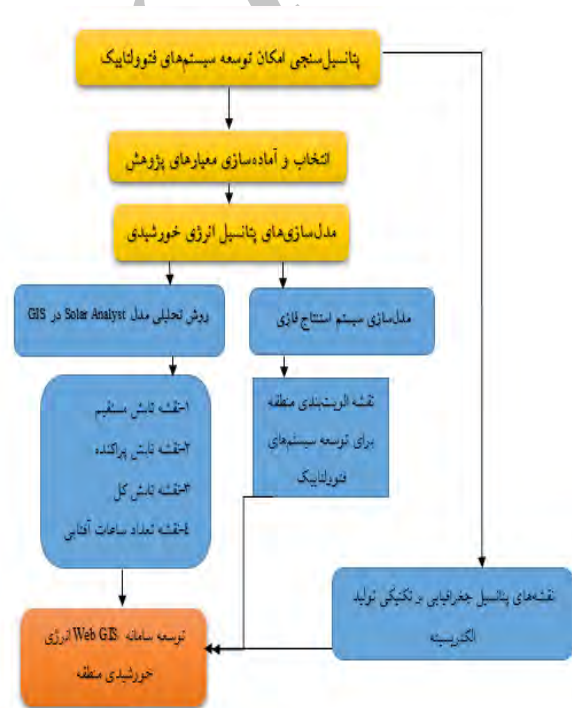 پتانسیل‌سنجی امکان توسعه سیستم‌های فتوولتاییک
انتخاب و آماده‌سازی معیارهای پژوهش
مدل‌سازی‌های پتانسیل انرژی خورشیدی
روش تحلیلی مدل Solar Analyst در GIS
مدل‌سازی سیستم استنتاج فازی
۱-نقشه تابش مستقیم
۲-نقشه تابش پراکنده
۳-نقشه تابش کل
٤-نقشه تعداد ساعات آفتابی
نقشه الویت‌بندی منطقه
برای توسعه سیستم‌های
فتوولتاییک
نقشه‌های پتانسیل جغرافیایی و تکنیکی تولید
الکتریسیته
توسعه سامانه Web GIS انرژی
خورشیدی منطقه